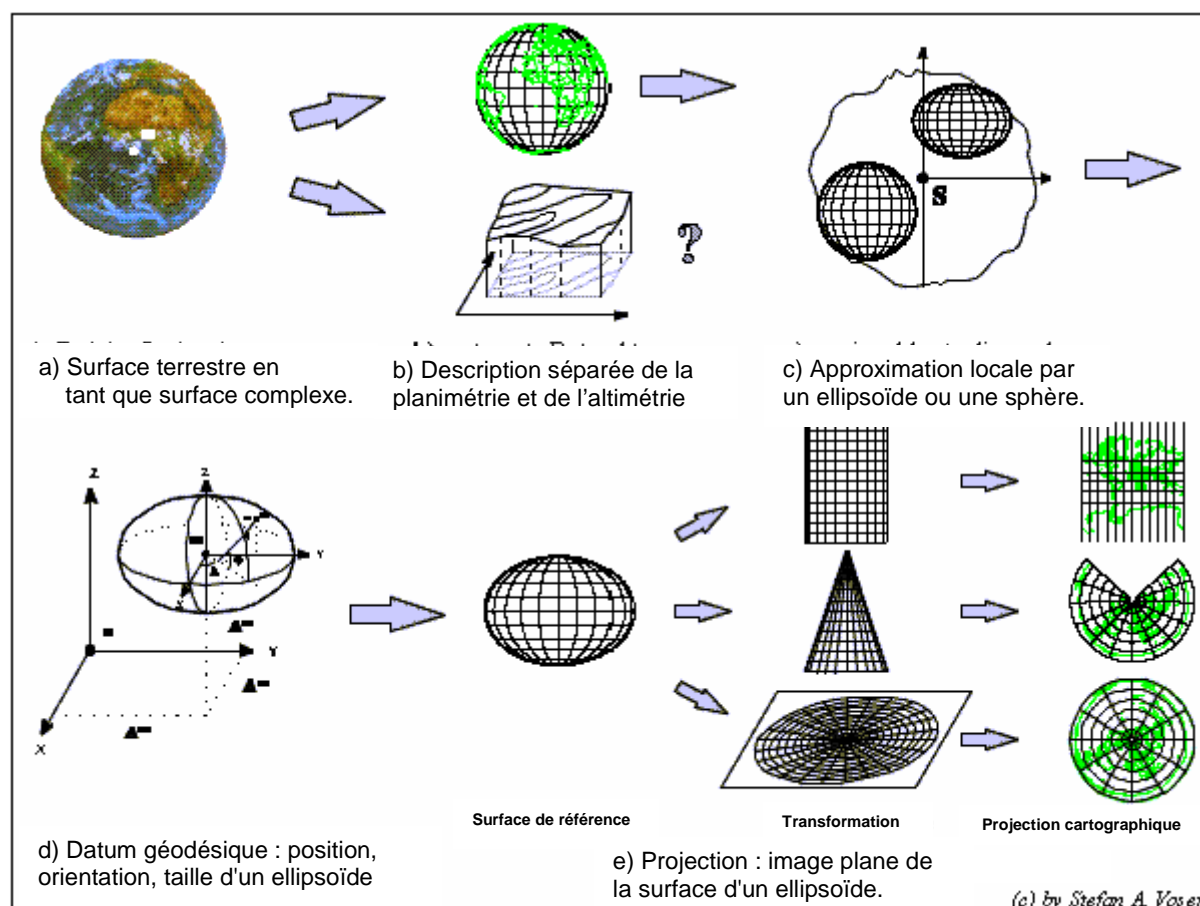 S
?
a) Surface terrestre en
tant que surface complexe.
b) Description séparée de la
planimétrie et de l'altimétrie
c) Approximation locale par
un ellipsoïde ou une sphère.
Z
Z
Y
Y
X
Surface de référence
Transformation
Projection cartographique
d) Datum géodésique : position,
orientation, taille d'un ellipsoïde
e) Projection : image plane de
la surface d'un ellipsoïde.
(c) by Stefan A. Voser